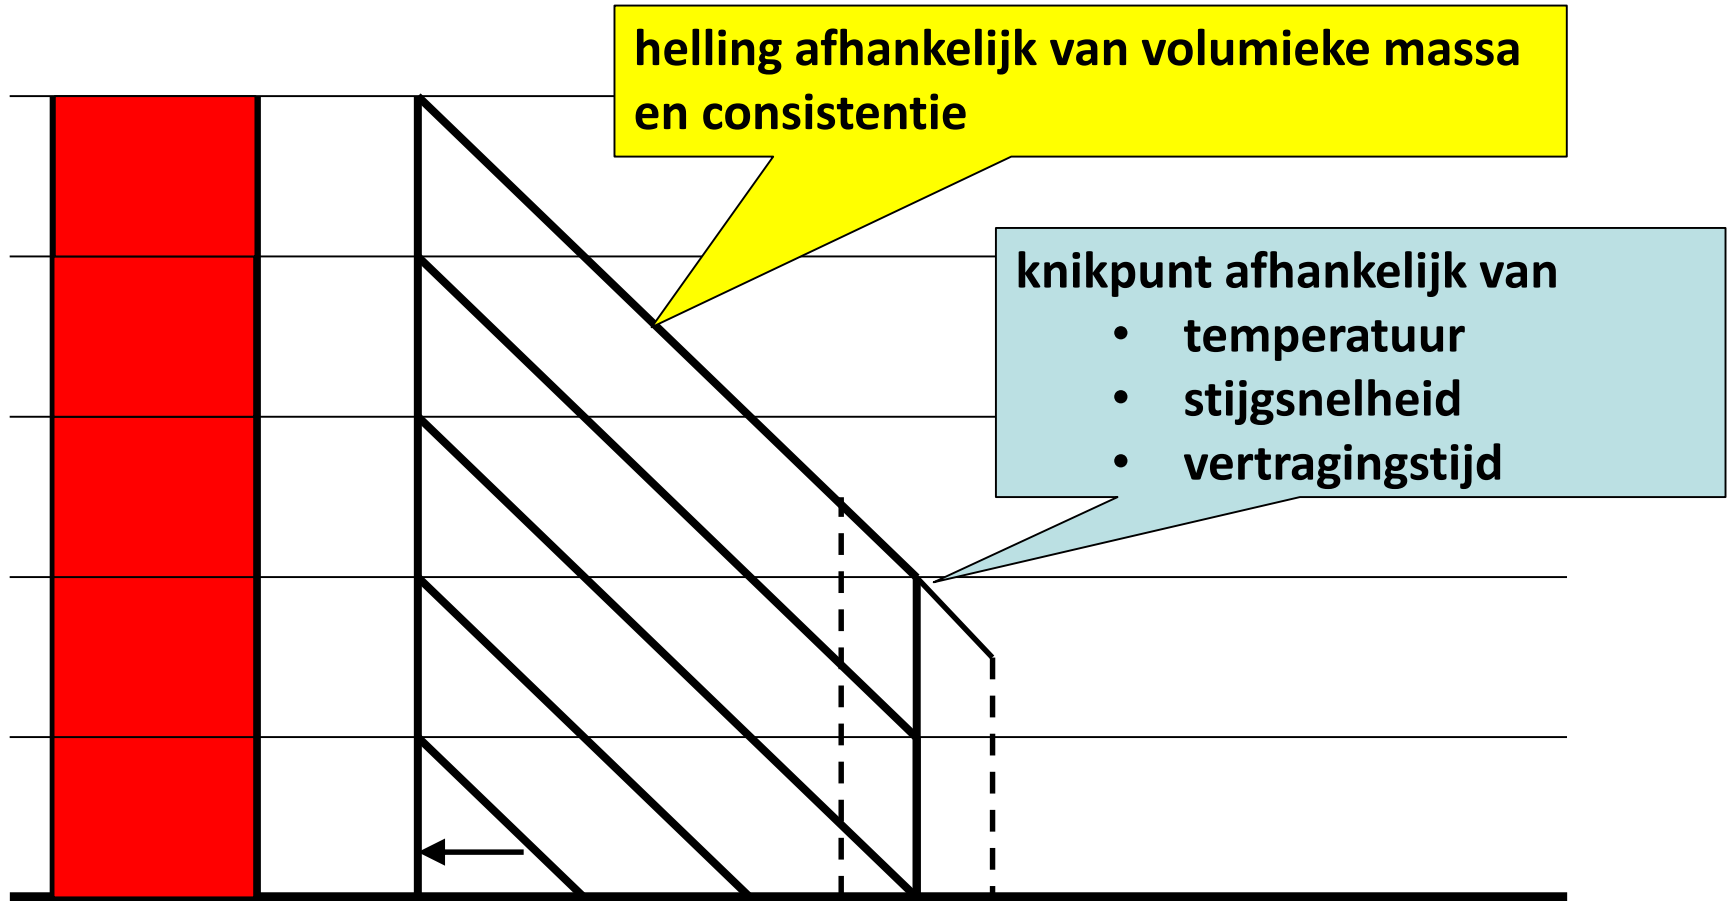 helling afhankelijk van volumieke massa
en consistentie
knikpunt afhankelijk van
• temperatuur
• stijgsnelheid
• vertragingstijd